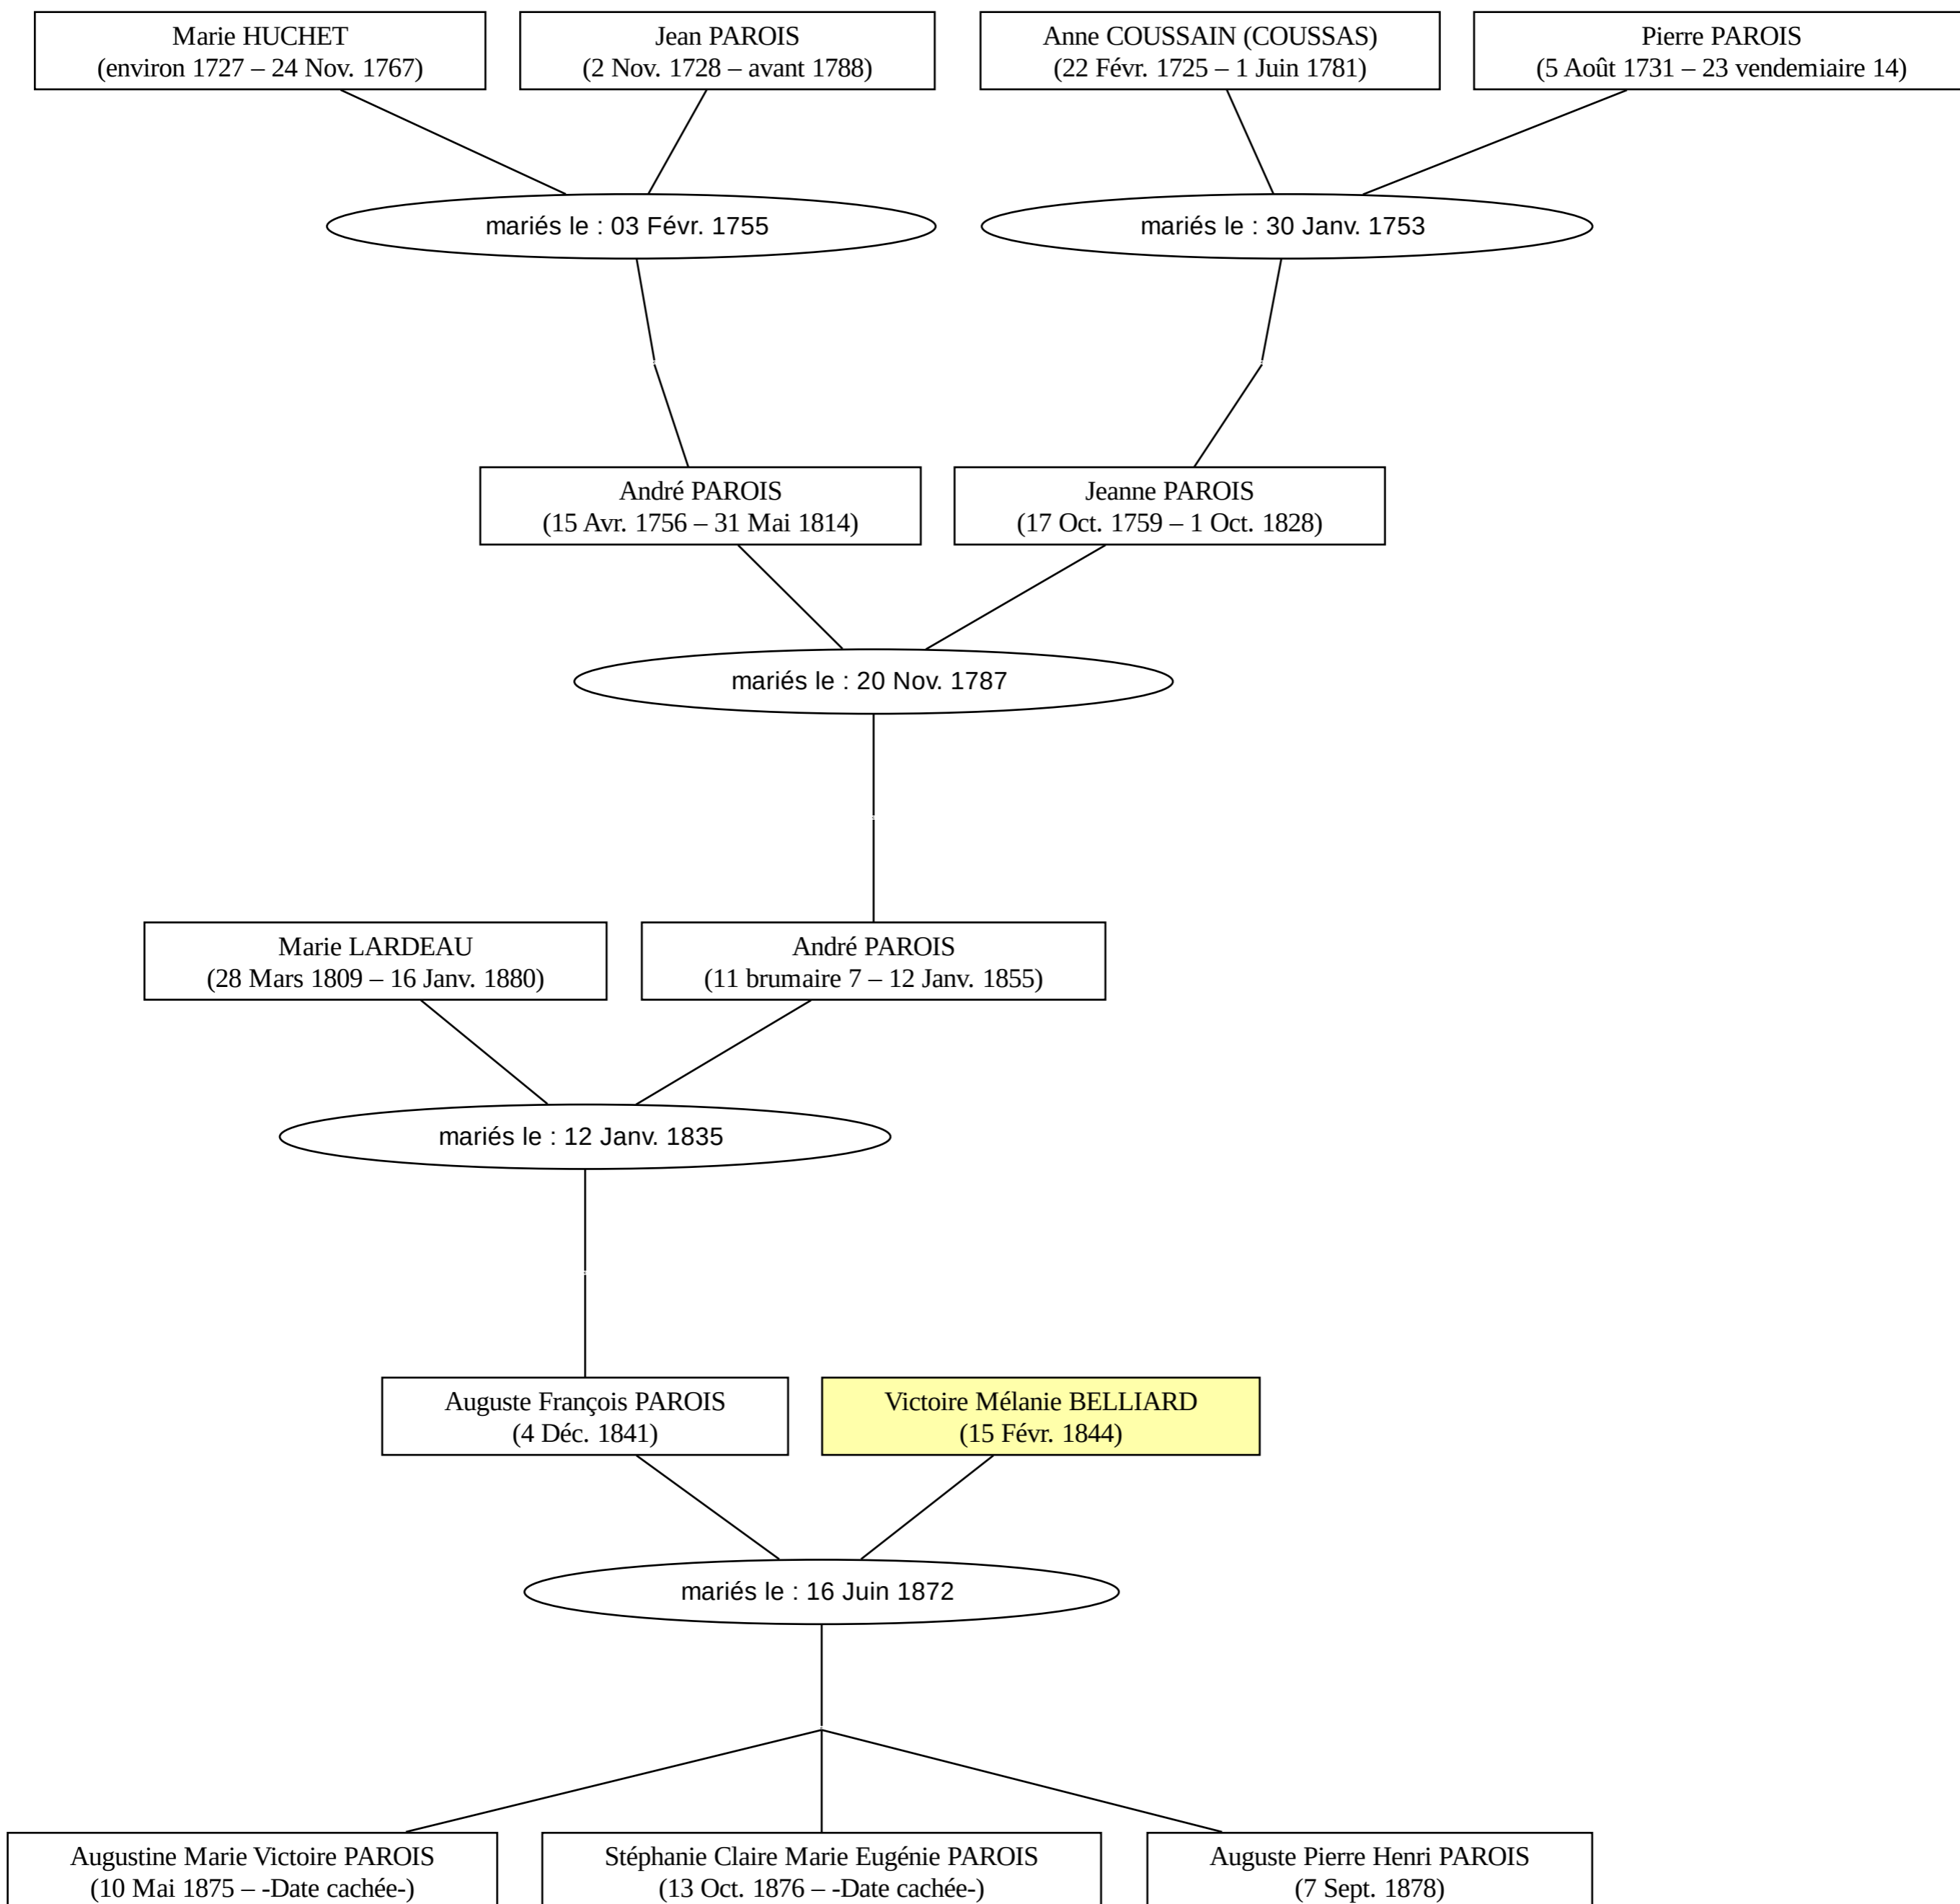 Marie HUCHET
(environ 1727 – 24 Nov. 1767)
Jean PAROIS
(2 Nov. 1728 – avant 1788)
Anne COUSSAIN (COUSSAS)
(22 Févr. 1725 – 1 Juin 1781)
Pierre PAROIS
(5 Août 1731 – 23 vendemiaire 14)
mariés le : 03 Févr. 1755
mariés le : 30 Janv. 1753
André PAROIS
(15 Avr. 1756 – 31 Mai 1814)
Jeanne PAROIS
(17 Oct. 1759 – 1 Oct. 1828)
mariés le : 20 Nov. 1787
Marie LARDEAU
(28 Mars 1809 – 16 Janv. 1880)
André PAROIS
(11 brumaire 7 – 12 Janv. 1855)
mariés le : 12 Janv. 1835
Auguste François PAROIS
(4 Déc. 1841)
Victoire Mélanie BELLIARD
(15 Févr. 1844)
mariés le : 16 Juin 1872
Augustine Marie Victoire PAROIS
(10 Mai 1875 – -Date cachée-)
Stéphanie Claire Marie Eugénie PAROIS
(13 Oct. 1876 – -Date cachée-)
Auguste Pierre Henri PAROIS
(7 Sept. 1878)